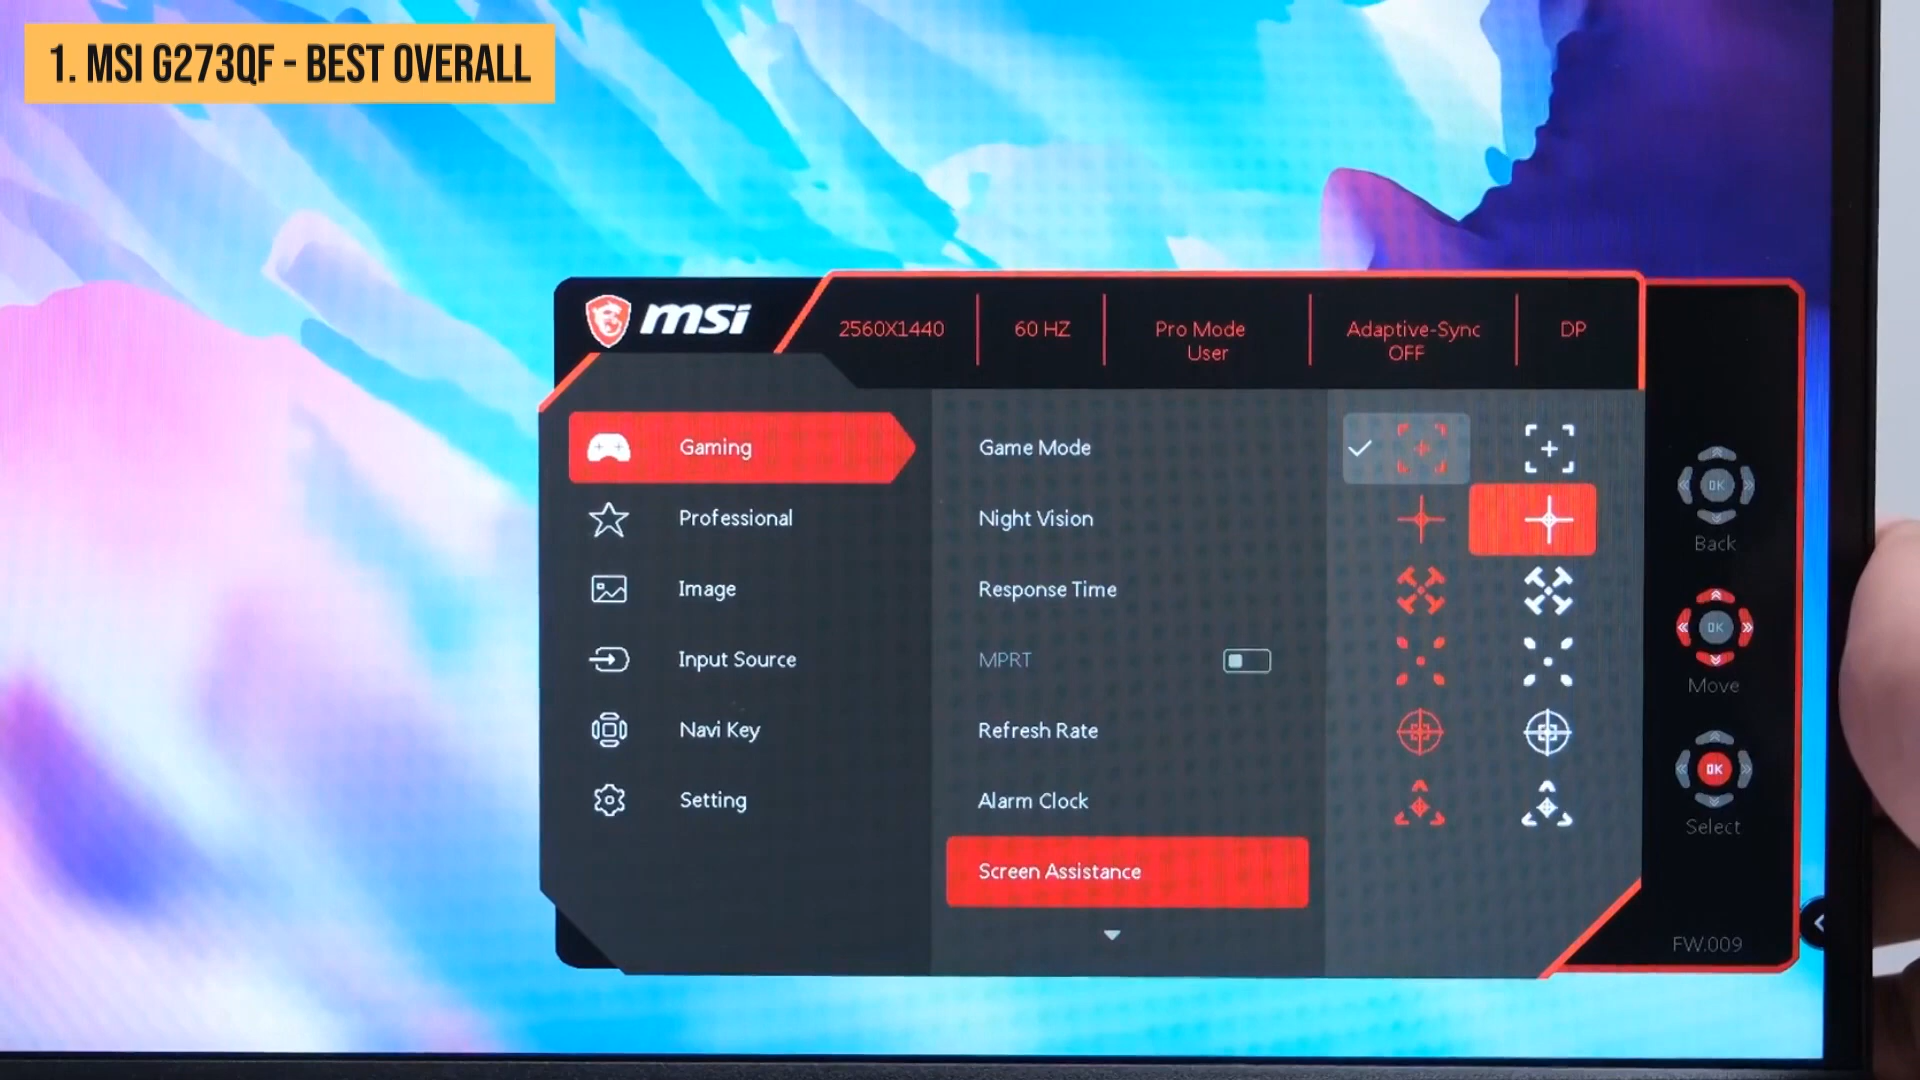 1. MSI G273QF - BEST OVERALL
msi
2560X1440
60 HZ
Pro Mode
User
Adaptive-Sync
OFF
DP
Gaming
Professional
Image
Input Source
Navi Key
Setting
Game Mode
Night Vision
Response Time
MPRT
Refresh Rate
Alarm Clock
Screen Assistance
OK
Back
OK
Move
OK
Select
FW.009